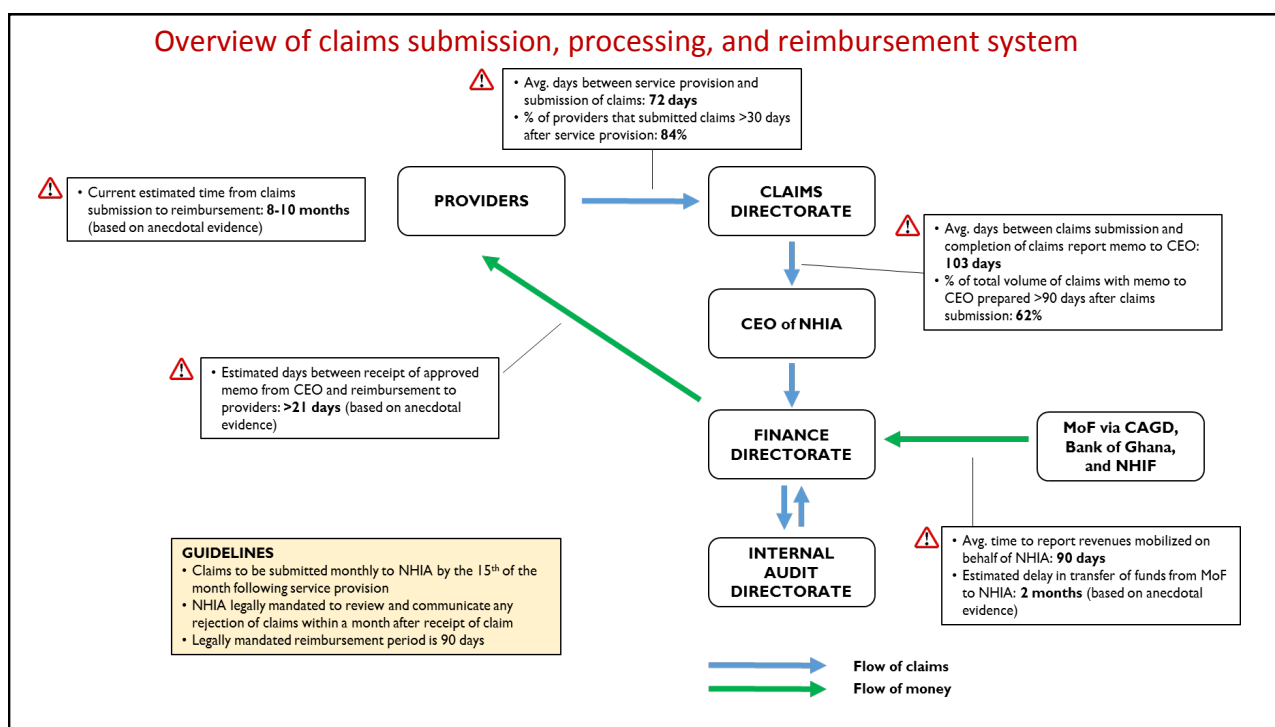 Overview of claims submission, processing, and reimbursement system
• Avg. days between service provision and
submission of claims: 72 days
• % of providers that submitted claims >30 days
after service provision: 84%
• Current estimated time from claims
submission to reimbursement: 8-10 months
(based on anecdotal evidence)
PROVIDERS
CLAIMS
DIRECTORATE
• Avg. days between claims submission and
completion of claims report memo to CEO:
103 days
• % of total volume of claims with memo to
CEO prepared >90 days after claims
submission: 62%
CEO of NHIA
• Estimated days between receipt of approved
memo from CEO and reimbursement to
providers: >21 days (based on anecdotal
evidence)
FINANCE
DIRECTORATE
MoF via CAGD,
Bank of Ghana,
and NHIF
INTERNAL
AUDIT
DIRECTORATE
• Avg. time to report revenues mobilized on
behalf of NHIA: 90 days
• Estimated delay in transfer of funds from MoF
to NHIA: 2 months (based on anecdotal
evidence)
GUIDELINES
• Claims to be submitted monthly to NHIA by the 15th of the
month following service provision
• NHIA legally mandated to review and communicate any
rejection of claims within a month after receipt of claim
• Legally mandated reimbursement period is 90 days
Flow of claims
Flow of money